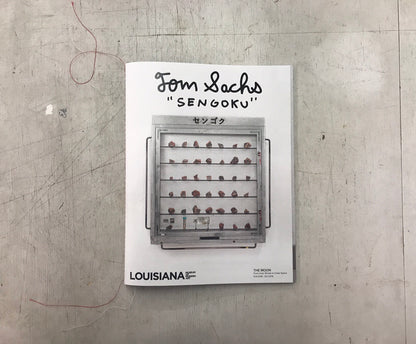 Tom Sachs
"SENGOKU"
センゴク
LOUISIANA
THE MOON